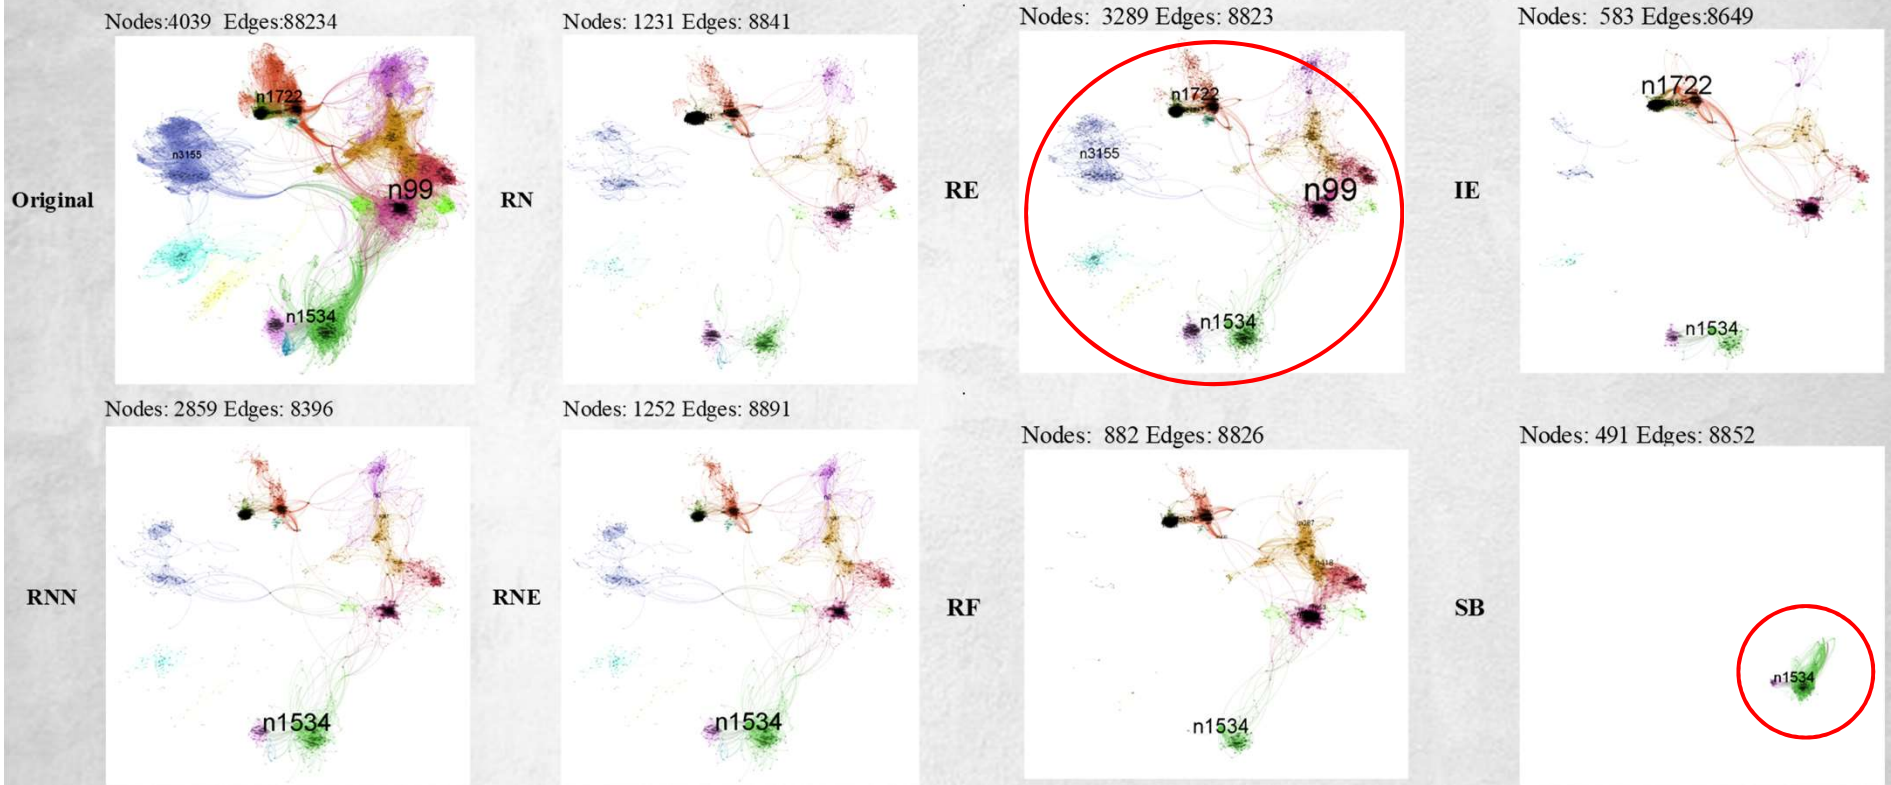 Nodes:4039 Edges:88234
Nodes: 1231 Edges: 8841
Nodes: 3289 Edges: 8823
Nodes: 583 Edges:8649
Original
n1722
n3155
n99
n1534
RN
RE
n1722
n3155
n99
n1534
IE
n1722
n1534
Nodes: 2859 Edges: 8396
Nodes: 1252 Edges: 8891
Nodes: 882 Edges: 8826
Nodes: 491 Edges: 8852
RNN
n1534
RNE
n1534
RF
n1534
SB
n1534